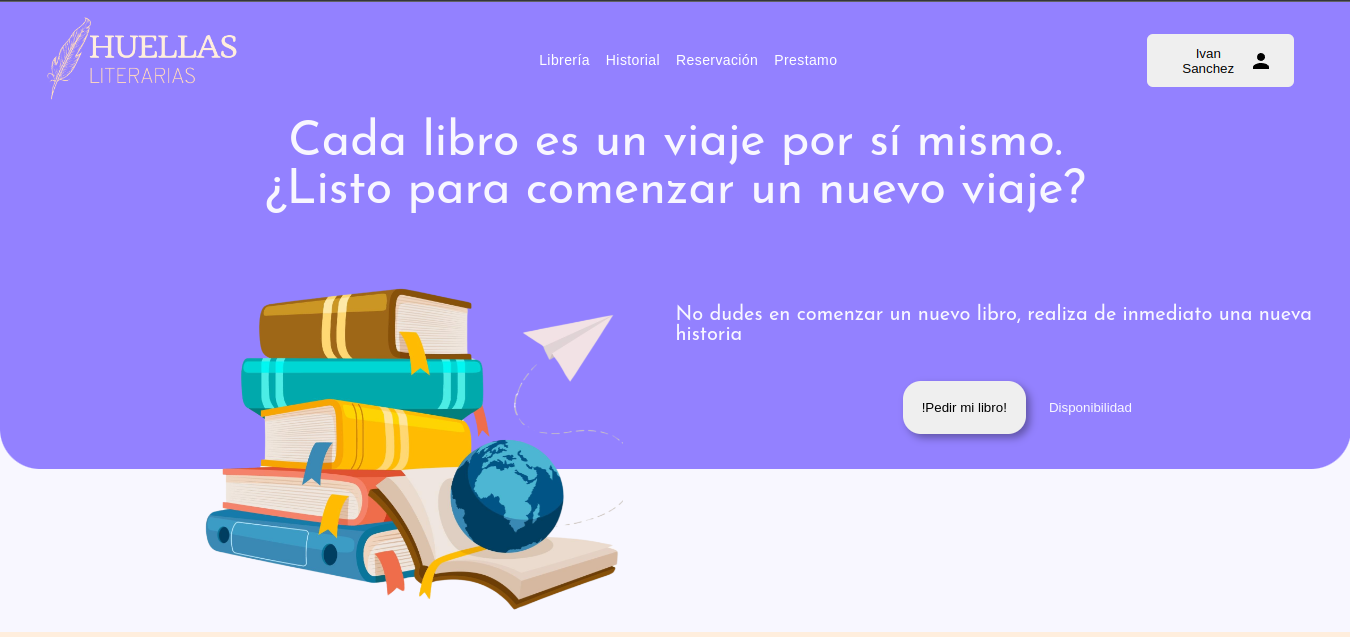 HUELLAS
LITERARIAS
Librería Historial Reservación Prestamo
Ivan
Sanchez
Cada libro es un viaje por sí mismo.
¿Listo para comenzar un nuevo viaje?
No dudes en comenzar un nuevo libro, realiza de inmediato una nueva
historia
!Pedir mi libro! Disponibilidad